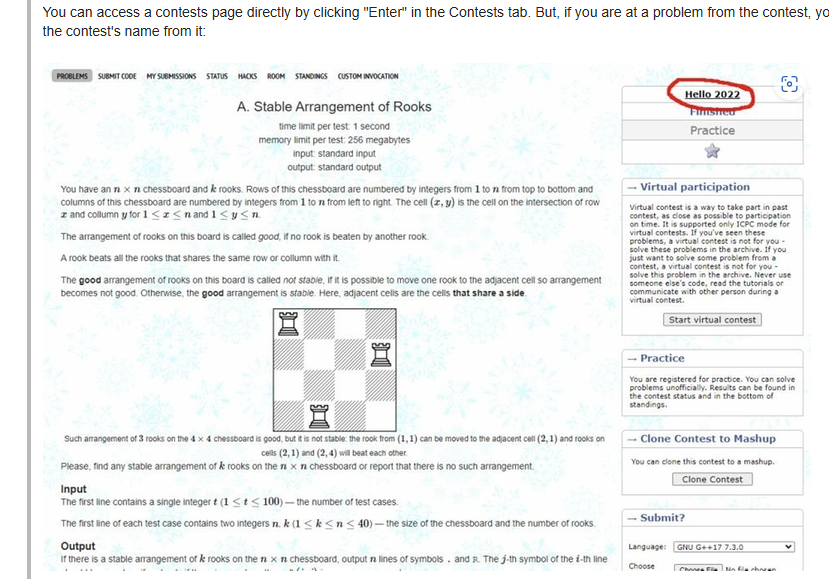 You can access a contests page directly by clicking "Enter" in the Contests tab. But, if you are at a problem from the contest, yo
the contest's name from it:
PROBLEMS SUBMIT CODE MY SUBMISSIONS STATUS HACKS ROOM STANDINGS CUSTOM INVOCATION
A. Stable Arrangement of Rooks
time limit per test: 1 second
memory limit per test: 256 megabytes
input: standard input
output: standard output
You have an n × n chessboard and k rooks. Rows of this chessboard are numbered by integers from 1 to n from top to bottom and
columns of this chessboard are numbered by integers from 1 to n from left to right. The cell (x, y) is the cell on the intersection of row
x and collumn y for 1 ≤ x ≤ n and 1 ≤ y ≤ n.
The arrangement of rooks on this board is called good, if no rook is beaten by another rook.
A rook beats all the rooks that shares the same row or collumn with it.
The good arrangement of rooks on this board is called not stable, if it is possible to move one rook to the adjacent cell so arrangement
becomes not good. Otherwise, the good arrangement is stable. Here, adjacent cells are the cells that share a side.
Such arrangement of 3 rooks on the 4 × 4 chessboard is good, but it is not stable: the rook from (1, 1) can be moved to the adjacent cell (2, 1) and rooks on
cells (2, 1) and (2, 4) will beat each other.
Please, find any stable arrangement of k rooks on the n × n chessboard or report that there is no such arrangement.
Input
The first line contains a single integer t (1 ≤ t ≤ 100) — the number of test cases.
The first line of each test case contains two integers n, k (1 ≤ k ≤ n ≤ 40) — the size of the chessboard and the number of rooks.
Output
If there is a stable arrangement of k rooks on the n × n chessboard, output n lines of symbols . and R. The j-th symbol of the i-th line
Hello 2022
Finished
Practice
→ Virtual participation
Virtual contest is a way to take part in past
contest, as close as possible to participation
on time. It is supported only ICPC mode for
virtual contests. If you've seen these
problems, a virtual contest is not for you -
solve these problems in the archive. If you
just want to solve some problem from a
contest, a virtual contest is not for you -
solve this problem in the archive. Never use
someone else's code, read the tutorials or
communicate with other person during a
virtual contest.
Start virtual contest
→ Practice
You are registered for practice. You can solve
problems unofficially. Results can be found in
the contest status and in the bottom of
standings.
→ Clone Contest to Mashup
You can clone this contest to a mashup.
Clone Contest
→ Submit?
Language: GNU G++17 7.3.0
Choose
Choose File No file chosen